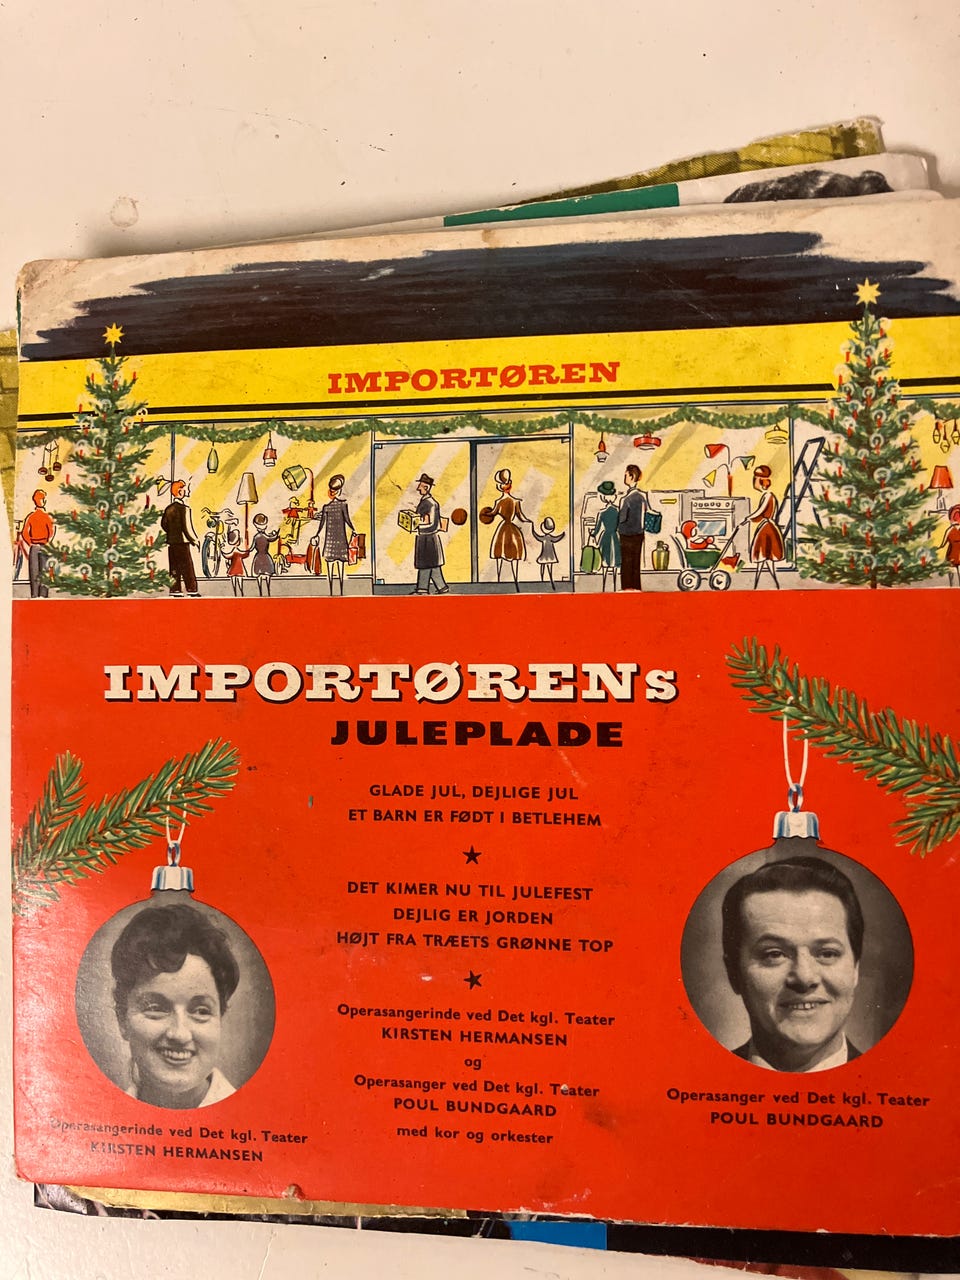 IMPORTØREN
IMPORTØRENs
JULEPLADE
GLADE JUL, DEJLIGE JUL
ET BARN ER FØDT I BETLEHEM
DET KIMER NU TIL JULEFEST
DEJLIG ER JORDEN
HØJT FRA TRÆETS GRØNNE TOP
Operasangerinde ved Det kgl. Teater
KIRSTEN HERMANSEN
og
Operasanger ved Det kgl. Teater
POUL BUNDGAARD
med kor og orkester
Operasangerinde ved Det kgl. Teater
KIRSTEN HERMANSEN
Operasanger ved Det kgl. Teater
POUL BUNDGAARD